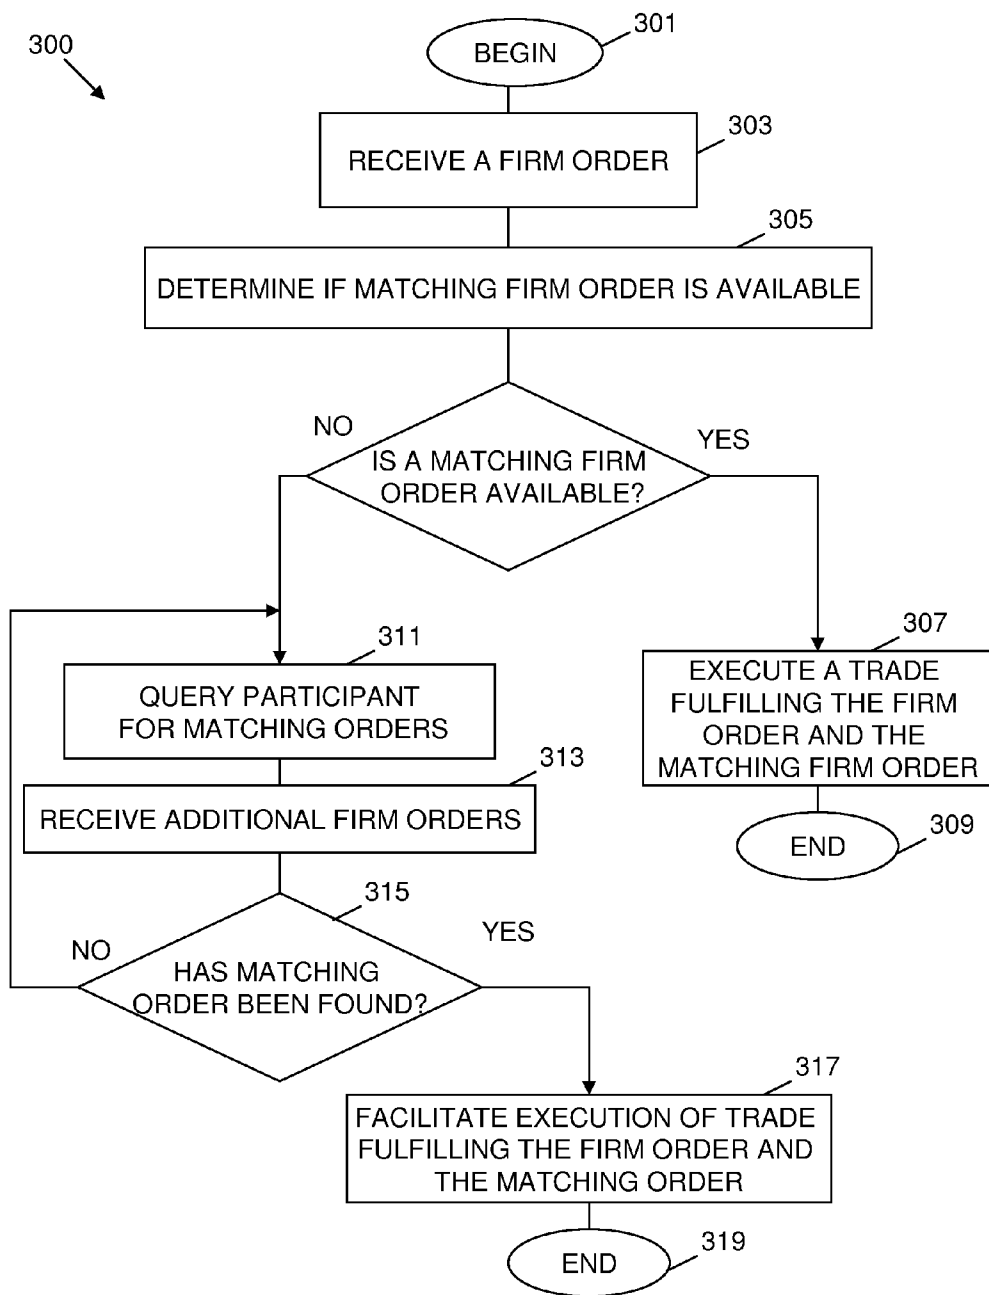 300
BEGIN
301
RECEIVE A FIRM ORDER
303
305
DETERMINE IF MATCHING FIRM ORDER IS AVAILABLE
NO
YES
IS A MATCHING FIRM
ORDER AVAILABLE?
311
QUERY PARTICIPANT
FOR MATCHING ORDERS
307
EXECUTE A TRADE
FULFILLING THE FIRM
ORDER AND THE
MATCHING FIRM ORDER
313
RECEIVE ADDITIONAL FIRM ORDERS
END
309
315
NO
YES
HAS MATCHING
ORDER BEEN FOUND?
317
FACILITATE EXECUTION OF TRADE
FULFILLING THE FIRM ORDER AND
THE MATCHING ORDER
END
319